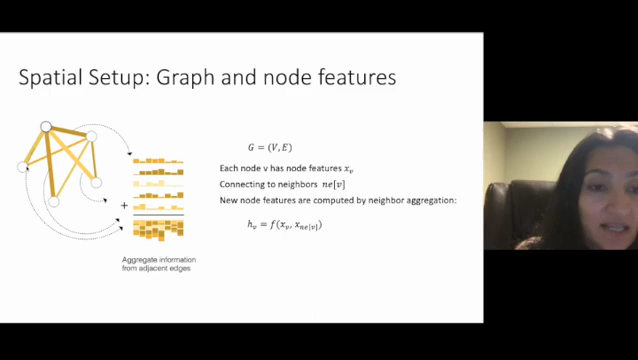 Spatial Setup: Graph and node features
G = (V, E)
Each node v has node features x_v
Connecting to neighbors ne[v]
New node features are computed by neighbor aggregation:
h_v = f(x_v, x_ne[v])
+
Aggregate information
from adjacent edges